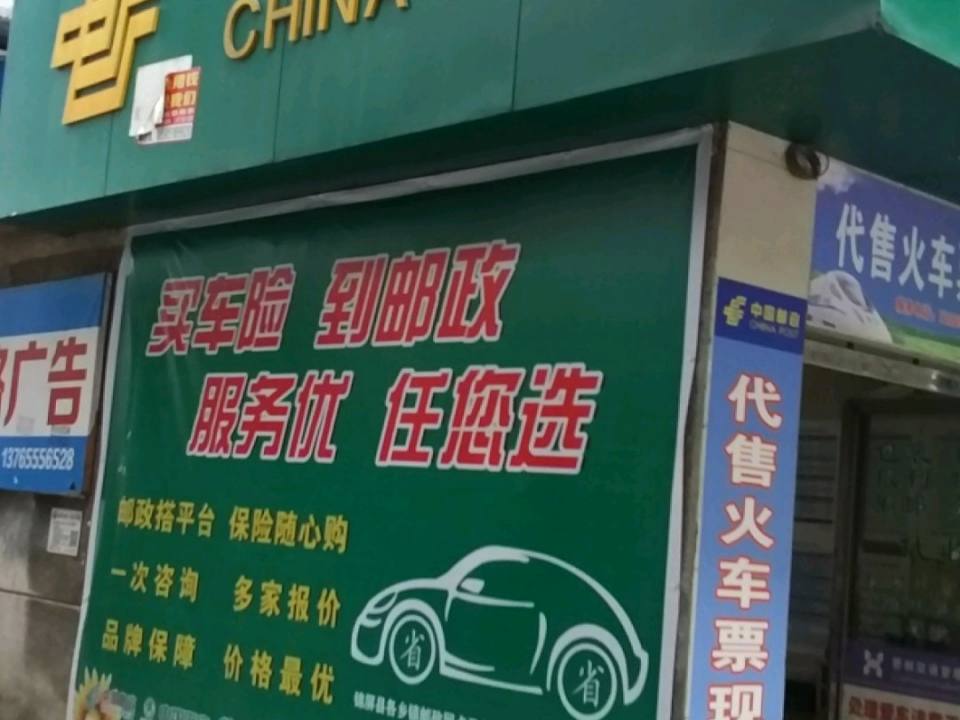 邮 CHINA
买车险 到邮政
服务优 任您选
邮政搭平台 保险随心购
一次咨询 多家报价
品牌保障 价格最优
省 省
广告
13765556528
中国邮政
CHINA POST
代售火车票现
代售火车票